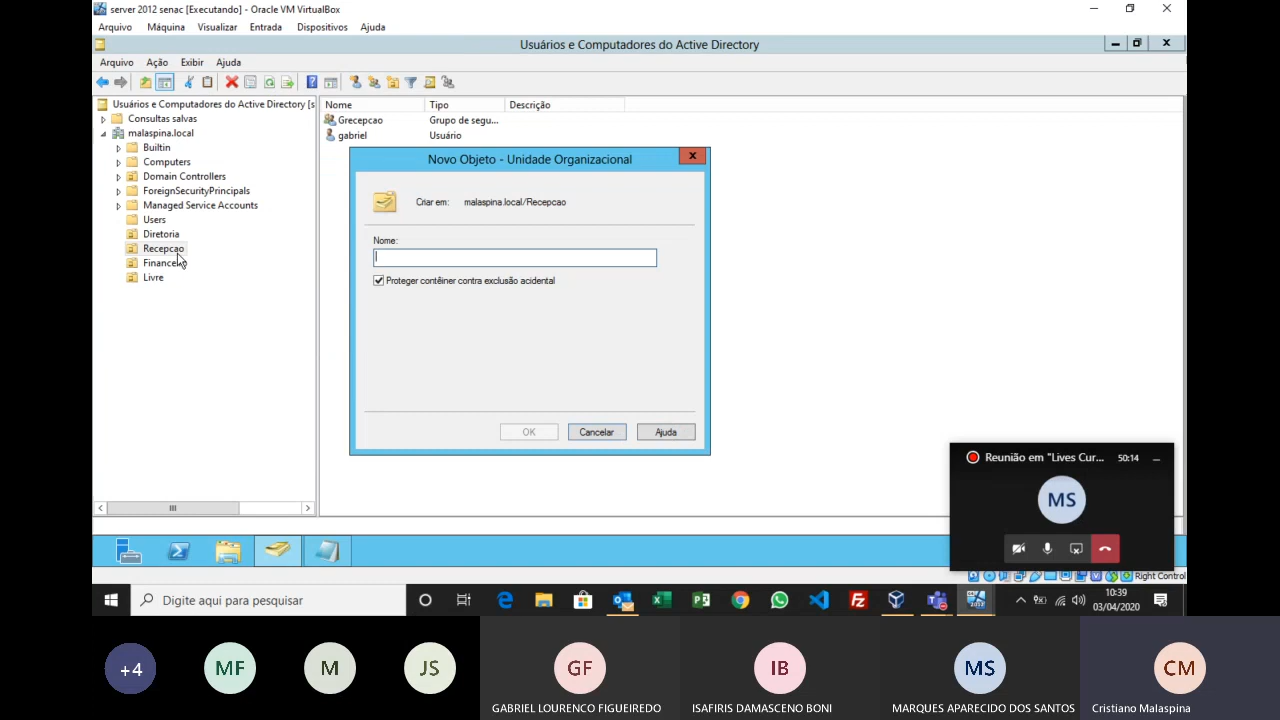 server 2012 senac [Executando] - Oracle VM VirtualBox
Arquivo Máquina Visualizar Entrada Dispositivos Ajuda
Usuários e Computadores do Active Directory
Arquivo Ação Exibir Ajuda
Usuários e Computadores do Active Directory [s
Consultas salvas
malaspina.local
Builtin
Computers
Domain Controllers
ForeignSecurityPrincipals
Managed Service Accounts
Users
Diretoria
Recepcao
Livre
Nome Tipo Descrição
Grecepcao Grupo de segu...
gabriel Usuário
Novo Objeto - Unidade Organizacional
Criar em: malaspina.local/Recepcao
Nome:
Proteger contêiner contra exclusão acidental
OK Cancelar Ajuda
Reunião em "Lives Cur... 50:14
MS
Right Control
Digite aqui para pesquisar
10:39
03/04/2020
+4 MF M JS GF IB MS CM
GABRIEL LOURENCO FIGUEIREDO ISAFIRIS DAMASCENO BONI MARQUES APARECIDO DOS SANTOS Cristiano Malaspina